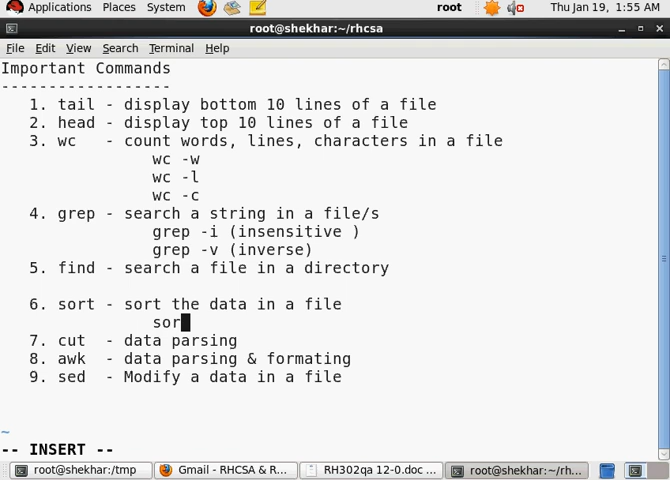 Applications Places System root Thu Jan 19, 1:55 AM
root@shekhar:~/rhcsa
File Edit View Search Terminal Help
Important Commands
------------------
1. tail - display bottom 10 lines of a file
2. head - display top 10 lines of a file
3. wc - count words, lines, characters in a file
wc -w
wc -l
wc -c
4. grep - search a string in a file/s
grep -i (insensitive )
grep -v (inverse)
5. find - search a file in a directory
6. sort - sort the data in a file
sor
7. cut - data parsing
8. awk - data parsing & formating
9. sed - Modify a data in a file
~
-- INSERT --
root@shekhar:/tmp Gmail - RHCSA & R... RH302qa 12-0.doc ... root@shekhar:~/rh...